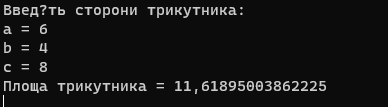 Введ?ть сторони трикутника:
a = 6
b = 4
c = 8
Площа трикутника = 11,61895003862225